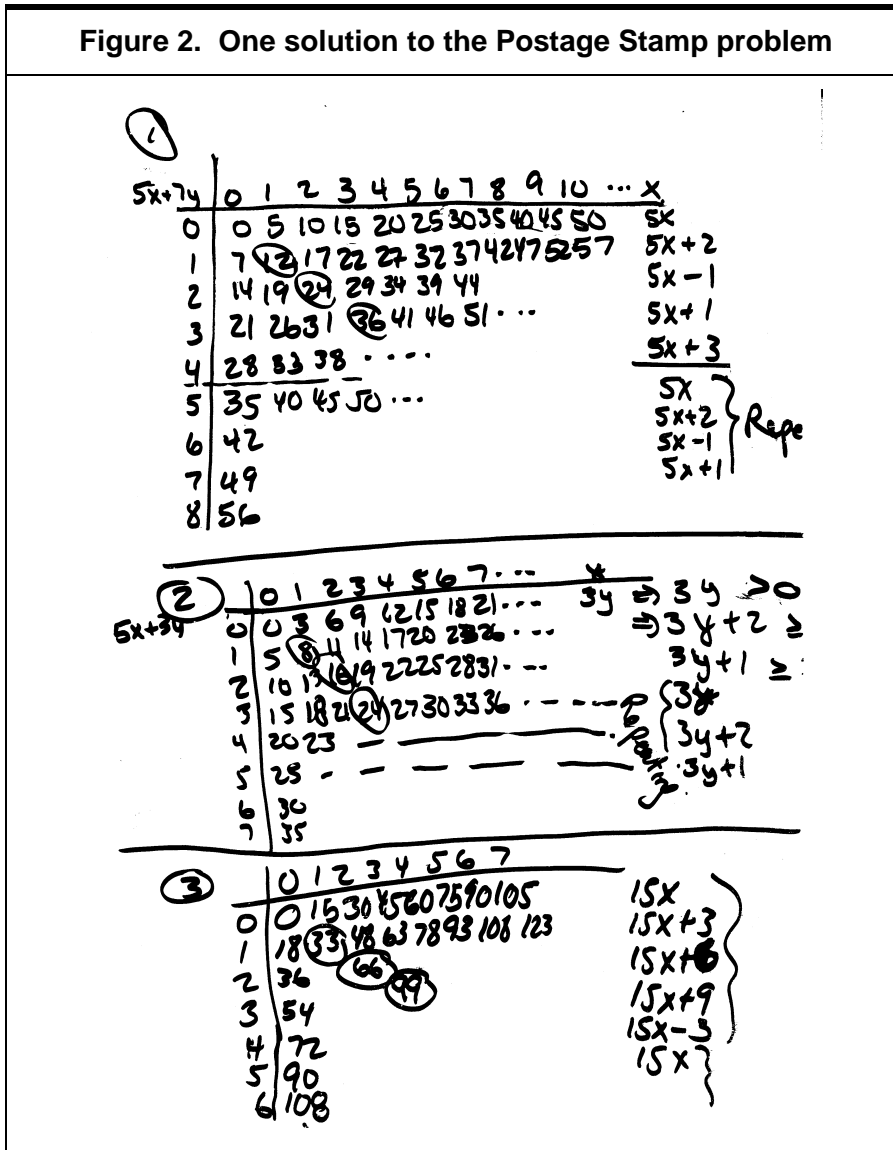 Figure 2. One solution to the Postage Stamp problem
1
5x+7y 0 1 2 3 4 5 6 7 8 9 10 ... x
0 0 5 10 15 20 25 30 35 40 45 50 5x
1 7 12 17 22 27 32 37 42 47 52 57 5x+2
2 14 19 24 29 34 39 44 5x-1
3 21 26 31 36 41 46 51 ... 5x+1
4 28 33 38 .... 5x+3
5 35 40 45 50 ... 5x
6 42 5x+2
7 49 5x-1
8 56 5x+1
2
0 1 2 3 4 5 6 7 ...
5x+3y 0 0 3 6 9 12 15 18 21 ... 3y ⇒ 3y >0
1 5 8 11 14 17 20 23 26 ... ⇒ 3y+2 ≥
2 10 13 16 19 22 25 28 31 ... 3y+1 ≥
3 15 18 21 24 27 30 33 36 ... 3y
4 20 23 3y+2
5 25 3y+1
6 30
7 35
3
0 1 2 3 4 5 6 7
0 0 15 30 45 60 75 90 105 15x
1 18 33 48 63 78 93 108 123 15x+3
2 36 66 15x+6
3 54 99 15x+9
4 72 15x-3
5 90 15x
6 108